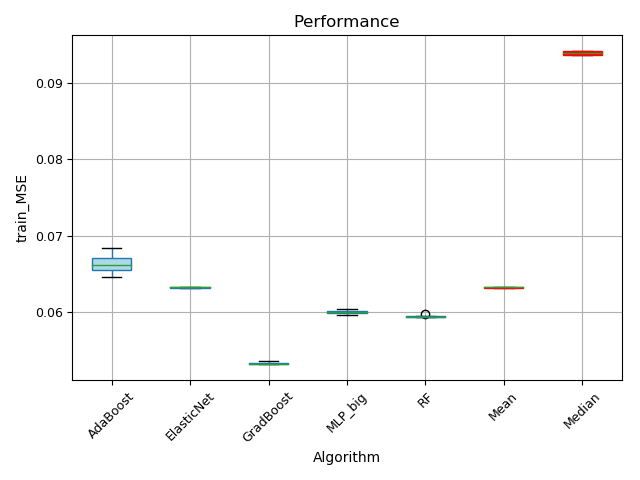 Performance
train_MSE
0.09
0.08
0.07
0.06
AdaBoost
ElasticNet
GradBoost
MLP_big
RF
Mean
Median
Algorithm